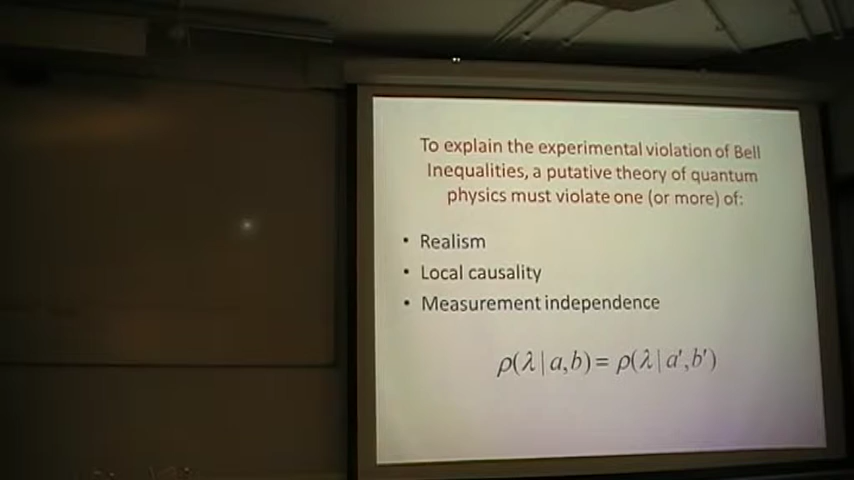 To explain the experimental violation of Bell
Inequalities, a putative theory of quantum
physics must violate one (or more) of:
• Realism
• Local causality
• Measurement independence
ρ(λ|a,b)= ρ(λ|a′,b′)